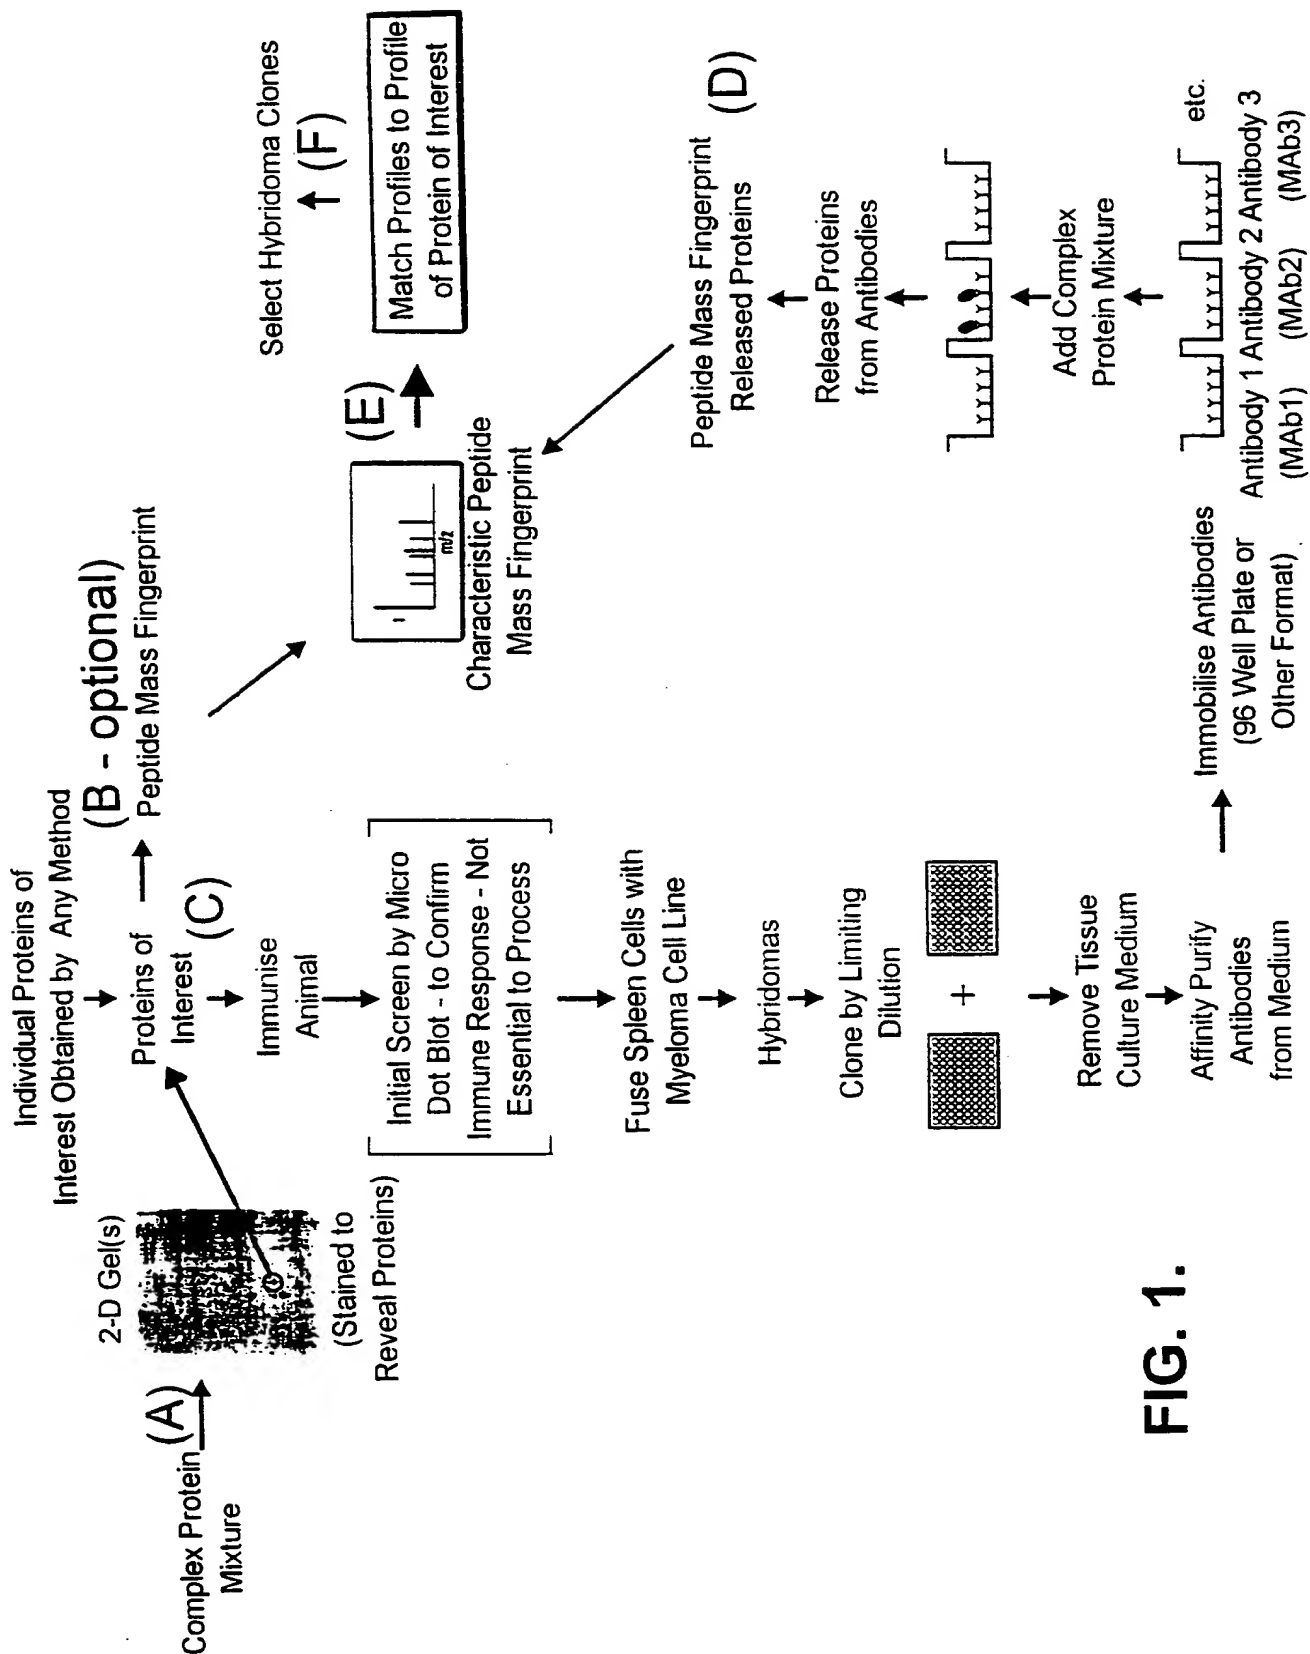 Complex Protein
Mixture
(A)
2-D Gel(s)
(Stained to
Reveal Proteins)
Individual Proteins of
Interest Obtained by Any Method
Proteins of
Interest
(B - optional)
Peptide Mass Fingerprint
(C)
Immunise
Animal
Initial Screen by Micro
Dot Blot - to Confirm
Immune Response - Not
Essential to Process
Fuse Spleen Cells with
Myeloma Cell Line
Hybridomas
Clone by Limiting
Dilution
+
Remove Tissue
Culture Medium
Affinity Purify
Antibodies
from Medium
Immobilise Antibodies
(96 Well Plate or
Other Format)
Antibody 1 Antibody 2 Antibody 3
(MAb1) (MAb2) (MAb3)
etc.
Add Complex
Protein Mixture
Release Proteins
from Antibodies
Peptide Mass Fingerprint
Released Proteins
(D)
m/z
Characteristic Peptide
Mass Fingerprint
(E)
Match Profiles to Profile
of Protein of Interest
(F)
Select Hybridoma Clones
FIG. 1.